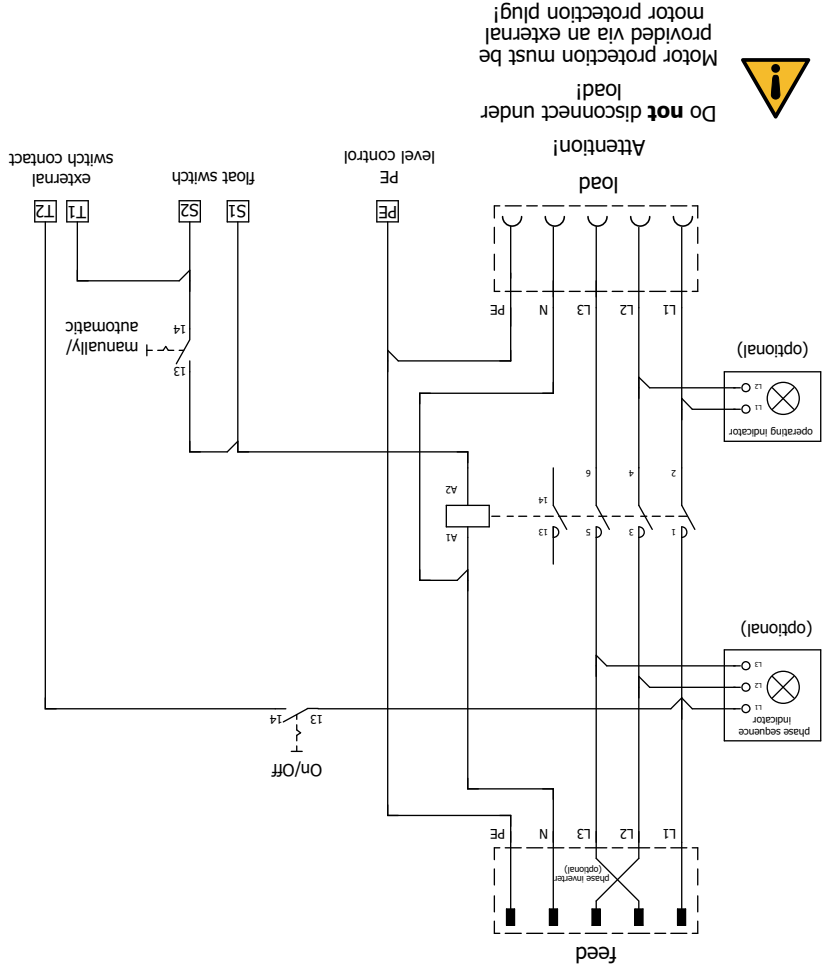 feed
phase inverter
(optional)
L1 L2 L3 N PE
On/Off
13 14
phase sequence
indicator
L1
L2
L3
(optional)
1 3 5 13
A1
2 4 6 14
A2
operating indicator
L1
L2
(optional)
13
14
manually/
automatic
L1 L2 L3 N PE
PE
S1 S2
T1 T2
load
PE
level control
float switch
external
switch contact
Attention!
Do not disconnect under
load!
Motor protection must be
provided via an external
motor protection plug!